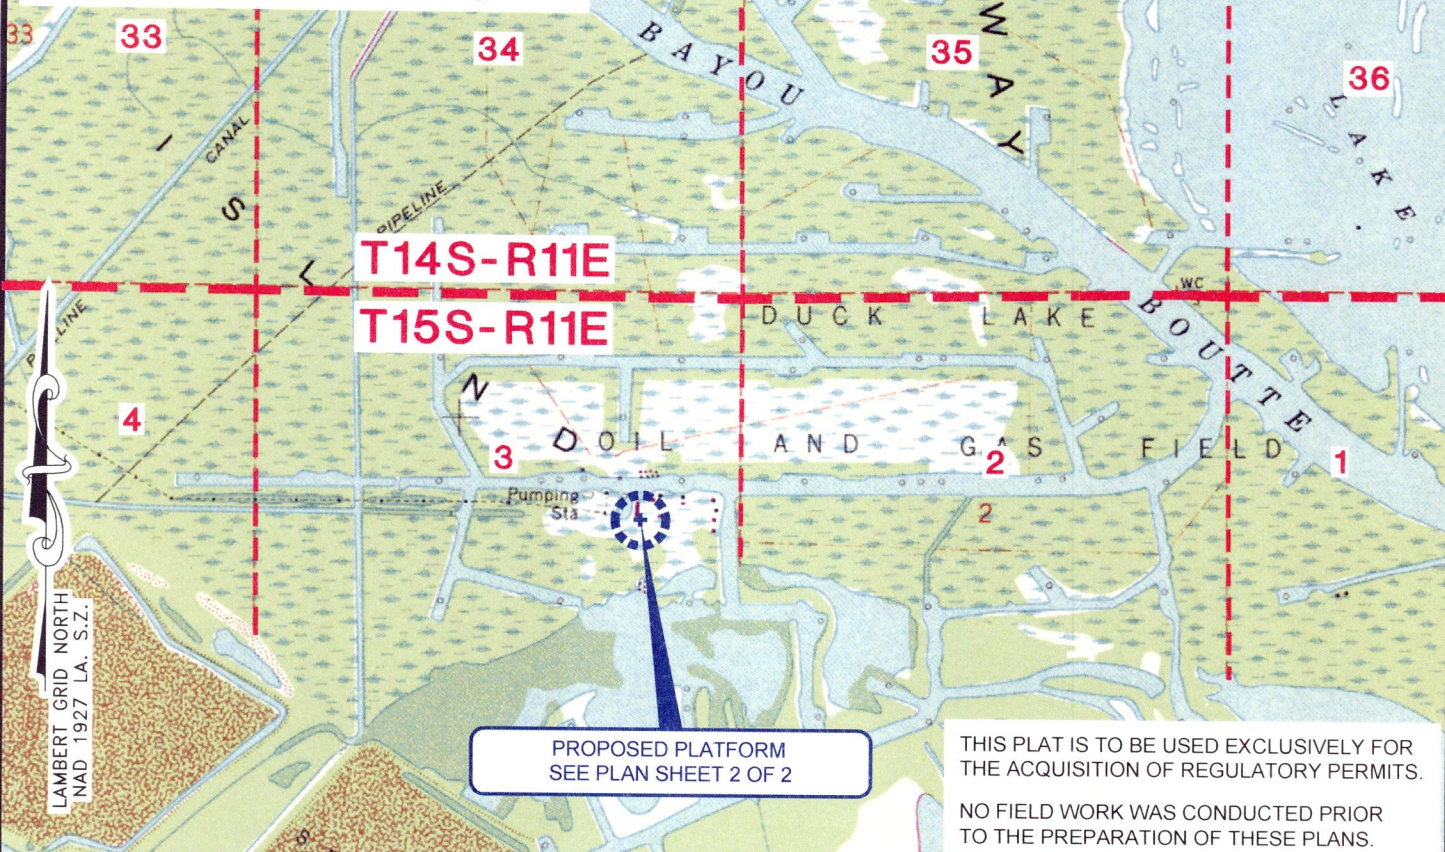 33
33
34
35
36
BAYOU
WAY
LAKE
CANAL
I
S
L
N
D
PIPELINE
T14S-R11E
T15S-R11E
WC
DUCK LAKE
BOUTTE
PIPELINE
4
3
OIL AND GAS FIELD
2
1
Pumping
Sta
2
LAMBERT GRID NORTH
NAD 1927 LA. S.Z.
PROPOSED PLATFORM
SEE PLAN SHEET 2 OF 2
THIS PLAT IS TO BE USED EXCLUSIVELY FOR
THE ACQUISITION OF REGULATORY PERMITS.
NO FIELD WORK WAS CONDUCTED PRIOR
TO THE PREPARATION OF THESE PLANS.